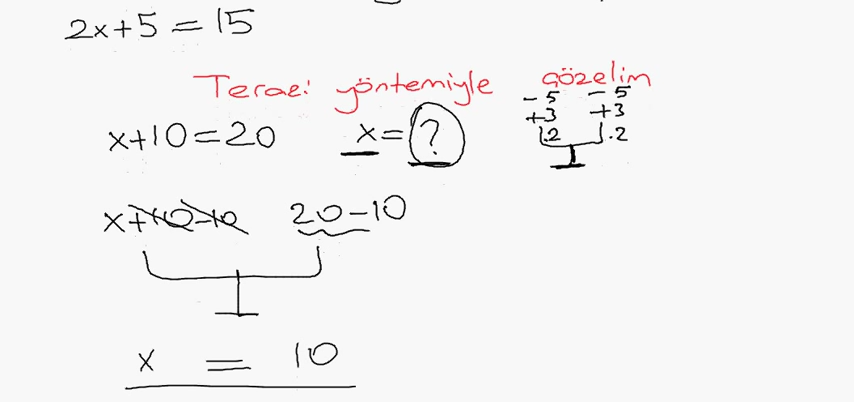 2x+5=15
Terazi yöntemiyle çözelim
-5 -5
+3 +3
.2 .2
x+10=20 x=?
x+10-10 20-10
x = 10